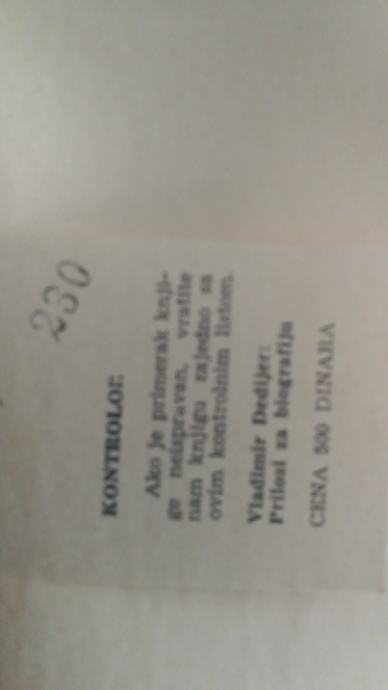 230
KONTROLOR:
Ako je primerak knji-
ge neispravan, vratite
nam knjigu zajedno sa
ovim kontrolnim listom.
Vladimir Dedijer:
Prilozi za biografiju
CENA 500 DINARA